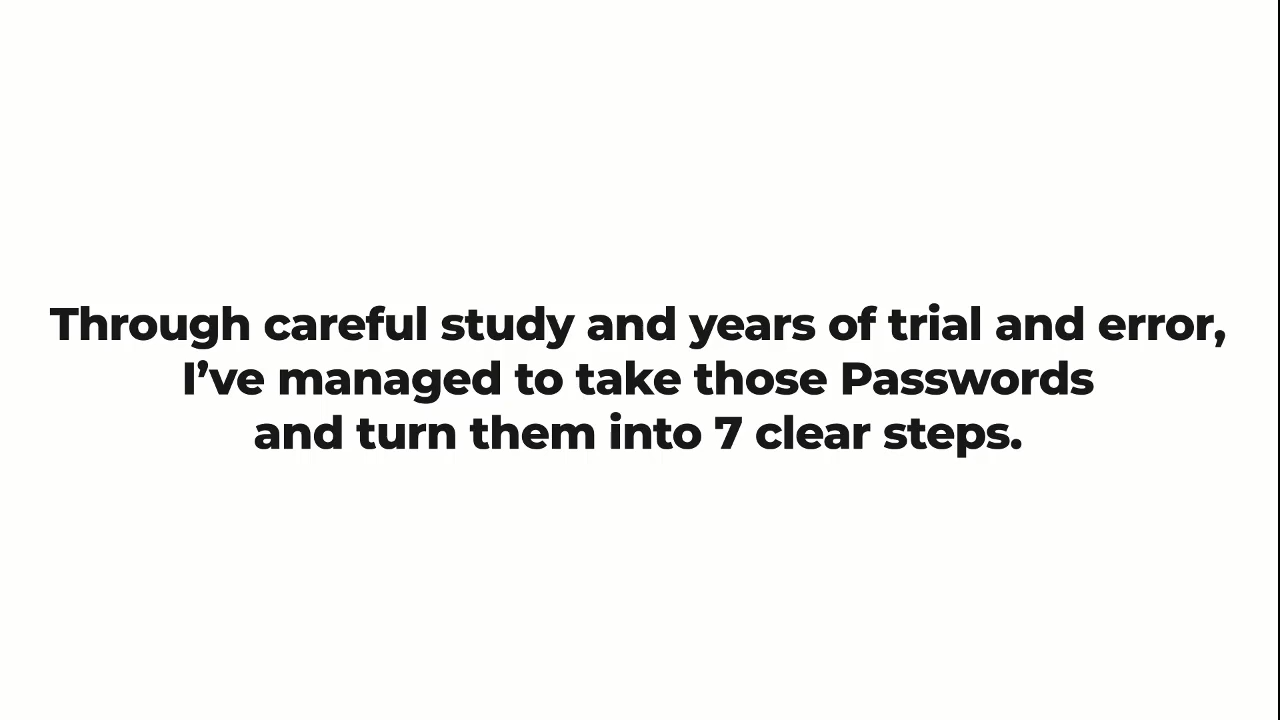 Through careful study and years of trial and error,
I’ve managed to take those Passwords
and turn them into 7 clear steps.